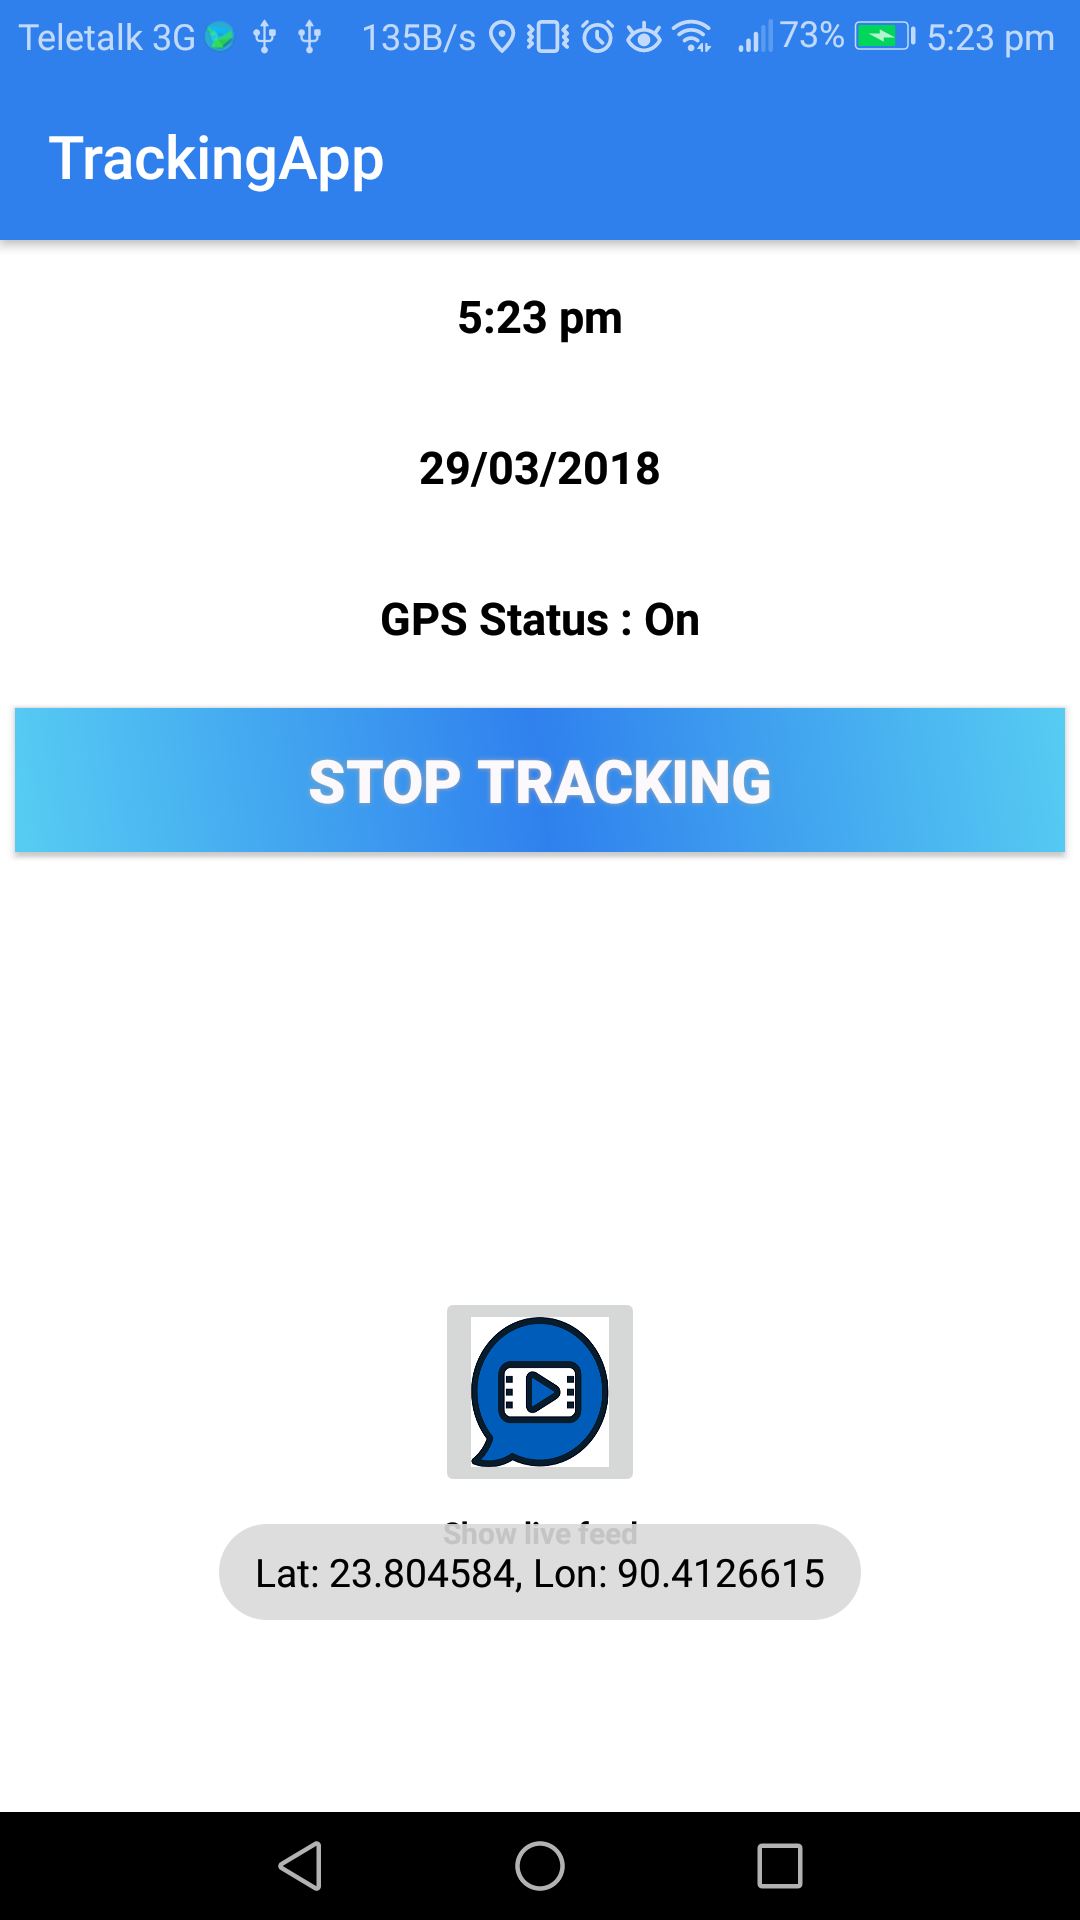 Teletalk 3G 135B/s 73% 5:23 pm
TrackingApp
5:23 pm
29/03/2018
GPS Status : On
STOP TRACKING
Show live feed
Lat: 23.804584, Lon: 90.4126615